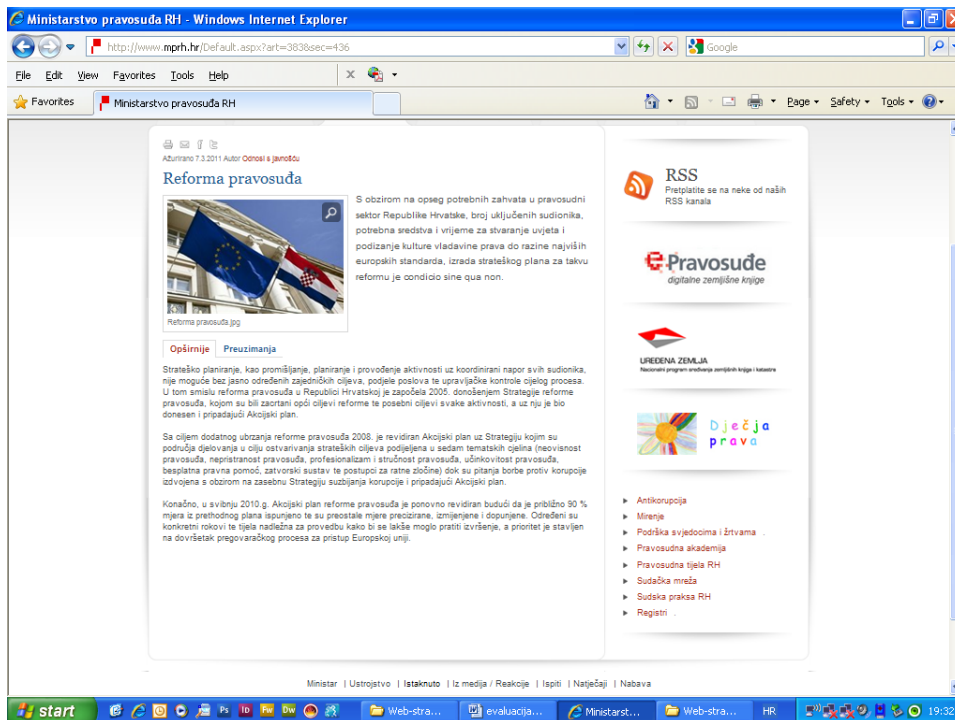 Ministarstvo pravosuđa RH - Windows Internet Explorer
http://www.mprh.hr/Default.aspx?art=383&sec=436
Google
File Edit View Favorites Tools Help
Favorites
Ministarstvo pravosuđa RH
Page Safety Tools
Ažurirano 7.3.2011 Autor Odnosi s javnošću
Reforma pravosuđa
S obzirom na opseg potrebnih zahvata u pravosudni
sektor Republike Hrvatske, broj uključenih sudionika,
potrebna sredstva i vrijeme za stvaranje uvjeta i
podizanje kulture vladavine prava do razine najviših
europskih standarda, izrada strateškog plana za takvu
reformu je condicio sine qua non.
Reforma pravosuđa.jpg
Opširnije Preuzimanja
Strateško planiranje, kao promišljanje, planiranje i provođenje aktivnosti uz koordinirani napor svih sudionika,
nije moguće bez jasno određenih zajedničkih ciljeva, podjele poslova te upravljačke kontrole cijelog procesa.
U tom smislu reforma pravosuđa u Republici Hrvatskoj je započela 2005. donošenjem Strategije reforme
pravosuđa, kojom su bili zacrtani opći ciljevi reforme te posebni ciljevi svake aktivnosti, a uz nju je bio
donesen i pripadajući Akcijski plan.
Sa ciljem dodatnog ubrzanja reforme pravosuđa 2008. je revidiran Akcijski plan uz Strategiju kojim su
područja djelovanja u cilju ostvarivanja strateških ciljeva podijeljena u sedam tematskih cjelina (neovisnost
pravosuđa, nepristranost pravosuđa, profesionalizam i stručnost pravosuđa, učinkovitost pravosuđa,
besplatna pravna pomoć, zatvorski sustav te postupci za ratne zločine) dok su pitanja borbe protiv korupcije
izdvojena s obzirom na zasebnu Strategiju suzbijanja korupcije i pripadajući Akcijski plan.
Konačno, u svibnju 2010.g. Akcijski plan reforme pravosuđa je ponovno revidiran budući da je približno 90 %
mjera iz prethodnog plana ispunjeno te su preostale mjere precizirane, izmijenjene i dopunjene. Određeni su
konkretni rokovi te tijela nadležna za provedbu kako bi se lakše moglo pratiti izvršenje, a prioritet je stavljen
na dovršetak pregovaračkog procesa za pristup Europskoj uniji.
RSS
Pretplatite se na neke od naših
RSS kanala
e-Pravosuđe
digitalne zemljišne knjige
UREĐENA ZEMLJA
Nacionalni program sređivanja zemljišnih knjiga i katastra
Dječja
prava
Antikorupcija
Mirenje
Podrška svjedocima i žrtvama
Pravosudna akademija
Pravosudna tijela RH
Sudačka mreža
Sudska praksa RH
Registri
Ministar | Ustrojstvo | Istaknuto | Iz medija / Reakcije | Ispiti | Natječaji | Nabava
start
Ps ID Fw Dw
Web-stra...
evaluacija...
Ministarst...
Web-stra...
HR
19:32